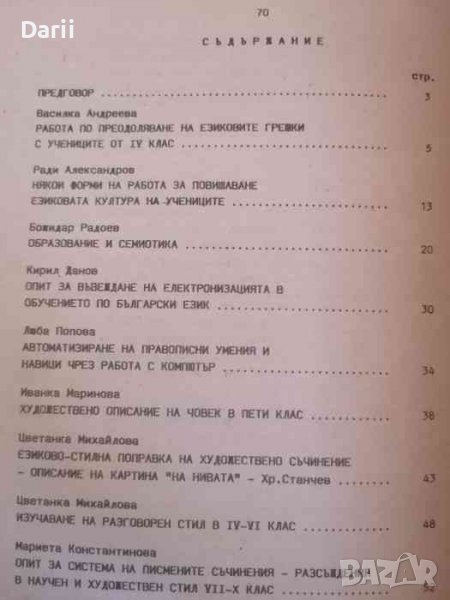 Darii
70
СЪДЪРЖАНИЕ
стр.
ПРЕДГОВОР ........................................ 3
Василка Андреева
РАБОТА ПО ПРЕОДОЛЯВАНЕ НА ЕЗИКОВИТЕ ГРЕШКИ
С УЧЕНИЦИТЕ ОТ IV КЛАС ........................ 5
Ради Александров
НЯКОИ ФОРМИ НА РАБОТА ЗА ПОВИШАВАНЕ
ЕЗИКОВАТА КУЛТУРА НА УЧЕНИЦИТЕ ................ 13
Божидар Радоев
ОБРАЗОВАНИЕ И СЕМИОТИКА ....................... 20
Кирил Данов
ОПИТ ЗА ВЪВЕЖДАНЕ НА ЕЛЕКТРОНИЗАЦИЯТА В
ОБУЧЕНИЕТО ПО БЪЛГАРСКИ ЕЗИК .................. 30
Люба Попова
АВТОМАТИЗИРАНЕ НА ПРАВОПИСНИ УМЕНИЯ И
НАВИЦИ ЧРЕЗ РАБОТА С КОМПЮТЪР ................. 34
Иванка Маринова
ХУДОЖЕСТВЕНО ОПИСАНИЕ НА ЧОВЕК В ПЕТИ КЛАС .... 38
Цветанка Михайлова
ЕЗИКОВО-СТИЛНА ПОПРАВКА НА ХУДОЖЕСТВЕНО СЪЧИНЕНИЕ
- ОПИСАНИЕ НА КАРТИНА "НА НИВАТА" - Хр.Станчев .... 43
Цветанка Михайлова
ИЗУЧАВАНЕ НА РАЗГОВОРЕН СТИЛ В IV-VI КЛАС ..... 48
Мариета Константинова
ОПИТ ЗА СИСТЕМА НА ПИСМЕНИТЕ СЪЧИНЕНИЯ - РАЗСЪЖДЕНИЯ
В НАУЧЕН И ХУДОЖЕСТВЕН СТИЛ VII-X КЛАС ........
BAZAR